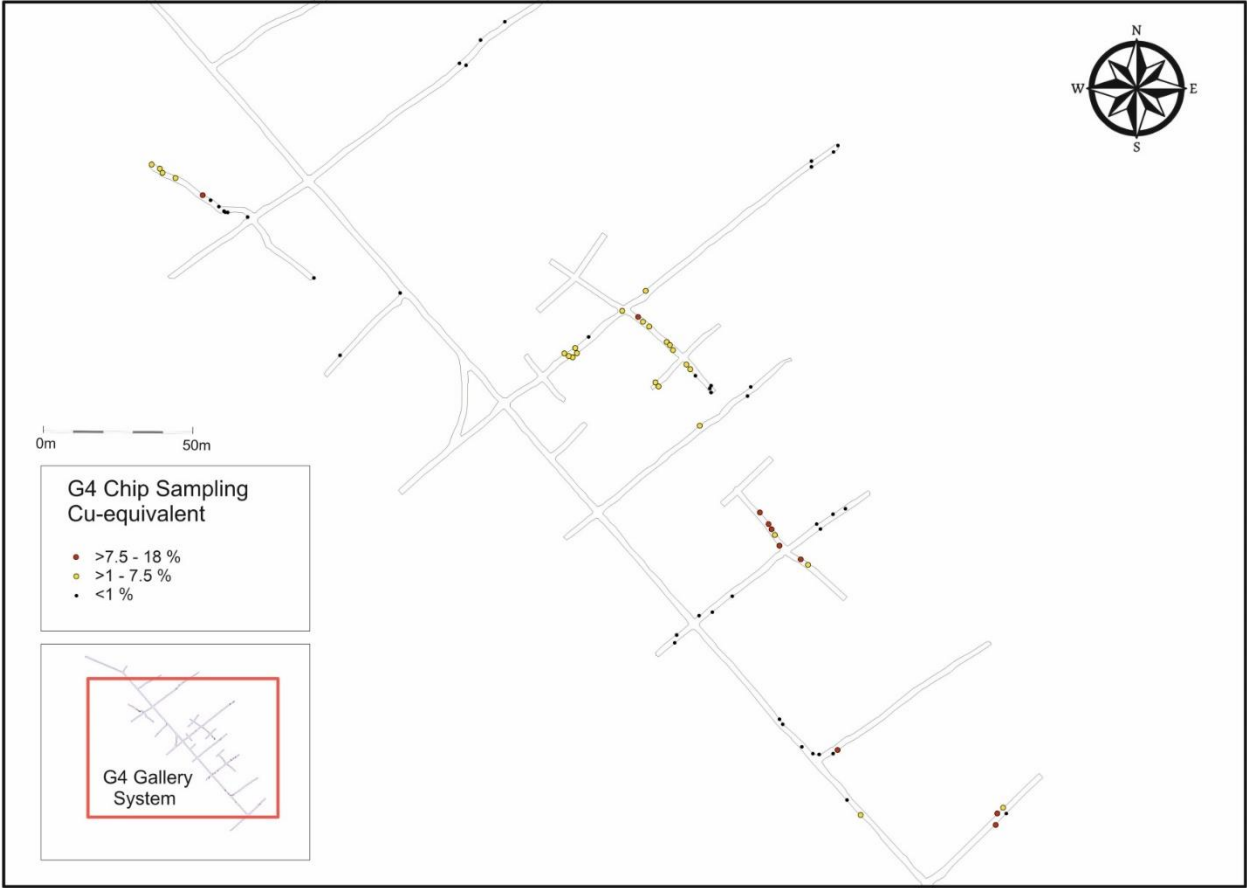 N
W E
S
0m 50m
G4 Chip Sampling
Cu-equivalent
>7.5 - 18 %
>1 - 7.5 %
<1 %
G4 Gallery
System